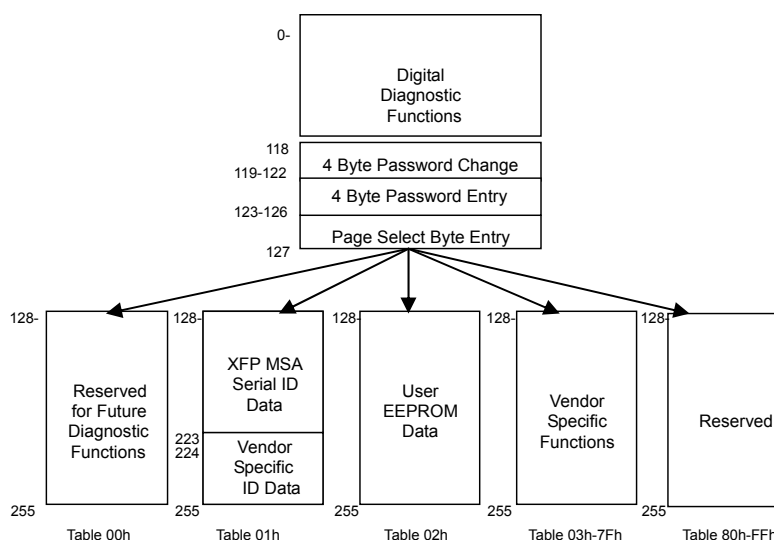 0-
Digital
Diagnostic
Functions
118
4 Byte Password Change
119-122
4 Byte Password Entry
123-126
Page Select Byte Entry
127
128-
128-
128-
128-
128-
Reserved
for Future
Diagnostic
Functions
XFP MSA
Serial ID
Data
223
224
Vendor
Specific
ID Data
User
EEPROM
Data
Vendor
Specific
Functions
Reserved
255
255
255
255
255
Table 00h
Table 01h
Table 02h
Table 03h-7Fh
Table 80h-FFh